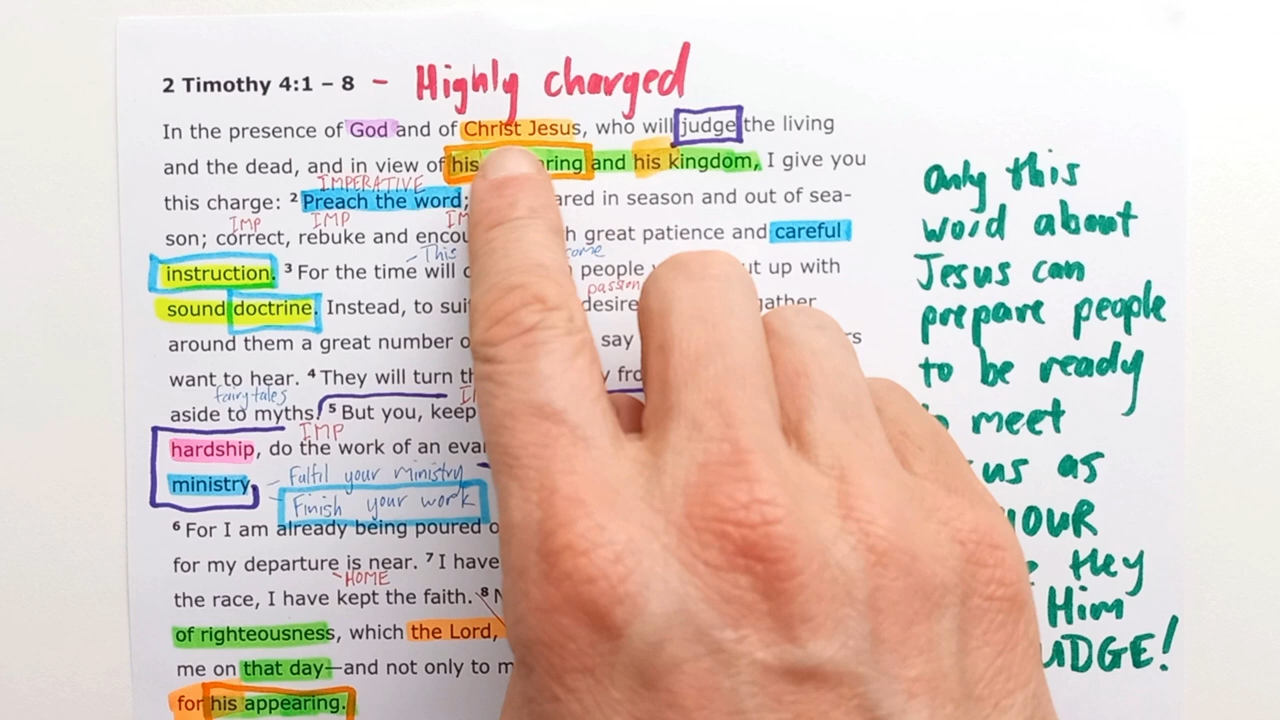 2 Timothy 4:1 – 8 – Highly charged
In the presence of God and of Christ Jesus, who will judge the living
and the dead, and in view of his ring and his kingdom, I give you
IMPERATIVE
this charge: 2 Preach the word; ared in season and out of sea-
IMP IMP
son; correct, rebuke and encou h great patience and careful
This come
instruction. 3 For the time will people ut up with
passion
sound doctrine. Instead, to sui desire gather
around them a great number o say rs
want to hear. 4 They will turn fro
fairytales
aside to myths. 5 But you, keep
IMP
hardship, do the work of an eva
ministry. – Fulfil your ministry
Finish your work
6 For I am already being poured o
for my departure is near. 7 I have
HOME
the race, I have kept the faith. 8 N
of righteousness, which the Lord,
me on that day—and not only to m
for his appearing.
Only this
word about
Jesus can
prepare people
to be ready
meet
us as
OUR
they
Him
UDGE!